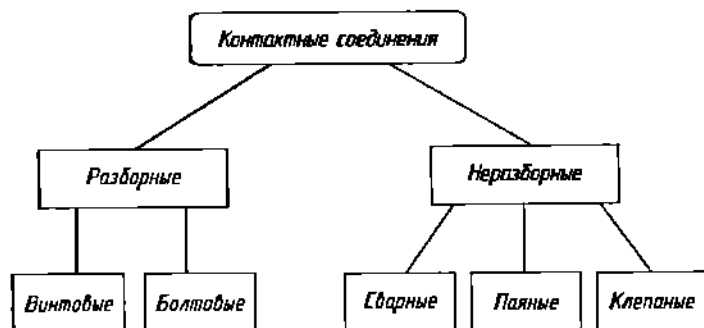 Контактные соединения
Разборные
Неразборные
Винтовые
Болтовые
Сварные
Паяные
Клепаные